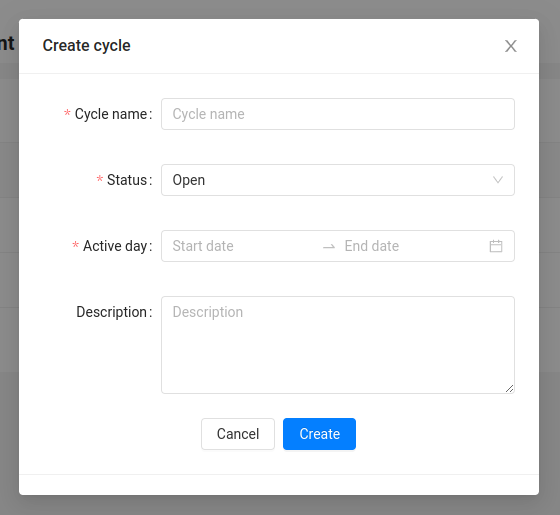 nt
Create cycle
* Cycle name:
Cycle name
* Status:
Open
* Active day:
Start date → End date
Description:
Description
Cancel
Create